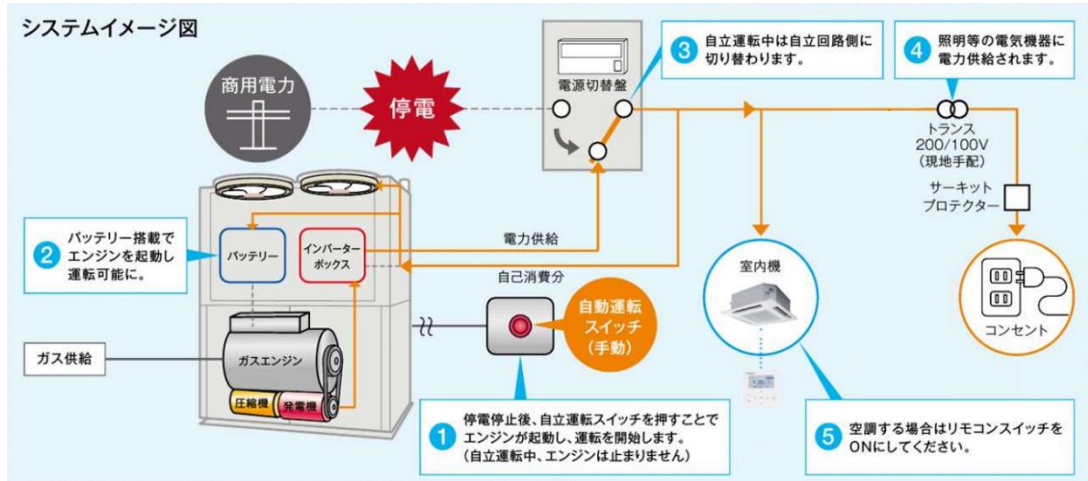 システムイメージ図
商用電力
停電
電源切替盤
3
自立運転中は自立回路側に
切り替わります。
4
照明等の電気機器に
電力供給されます。
トランス
200/100V
(現地手配)
サーキット
プロテクター
2
バッテリー搭載で
エンジンを起動し
運転可能に。
バッテリー
インバーター
ボックス
電力供給
自己消費分
室内機
コンセント
自動運転
スイッチ
(手動)
ガス供給
ガスエンジン
圧縮機
発電機
1
停電停止後、自立運転スイッチを押すことで
エンジンが起動し、運転を開始します。
(自立運転中、エンジンは止まりません)
5
空調する場合はリモコンスイッチを
ONにしてください。